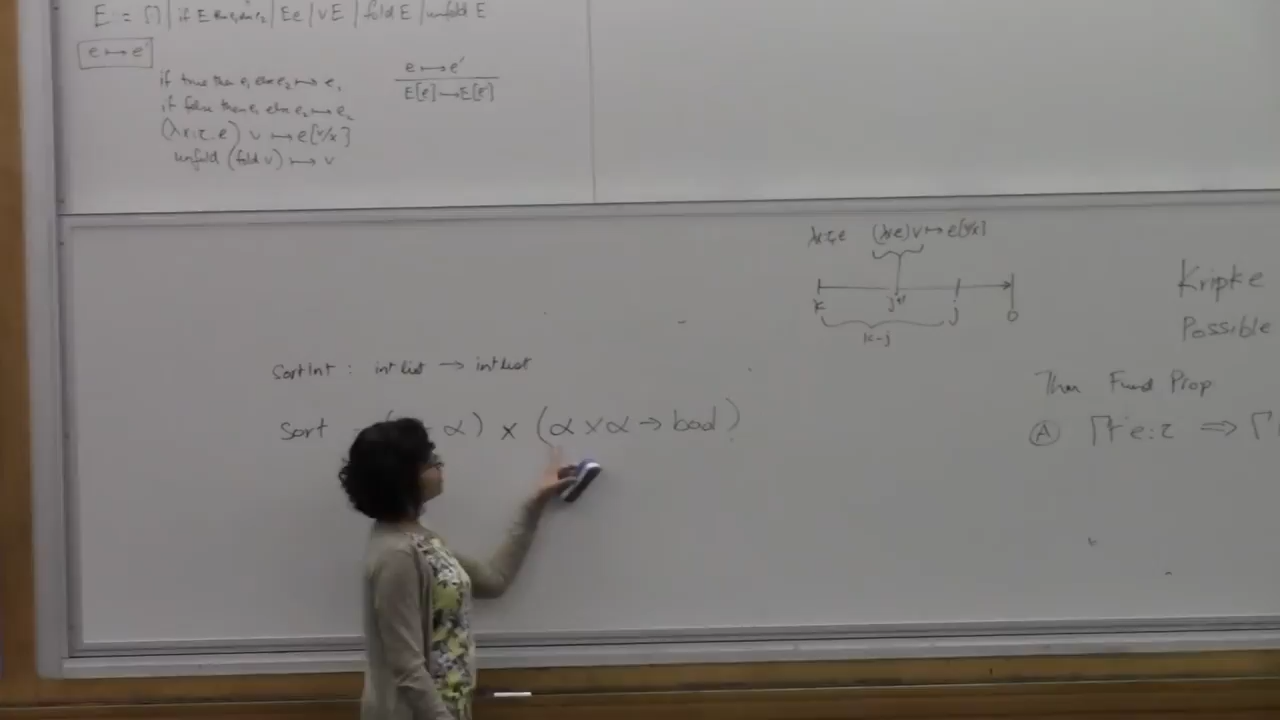 E = [] | if E then e₁ else e₂ | E e | v E | fold E | unfold E
e ↦ e'
if true then e₁ else e₂ ↦ e₁
if false then e₁ else e₂ ↦ e₂
(λx:τ.e) v ↦ e[v/x]
unfold (fold v) ↦ v
e ↦ e'
E[e] ↦ E[e']
λx:τ.e (λx.e)v ↦ e[v/x]
k j+1 j 0
k-j
Kripke
Possible
SortInt : int list → int list
Sort α) × (α × α → bool)
Thm Fund Prop
Ⓐ Γ ⊢ e:τ ⇒ Γ